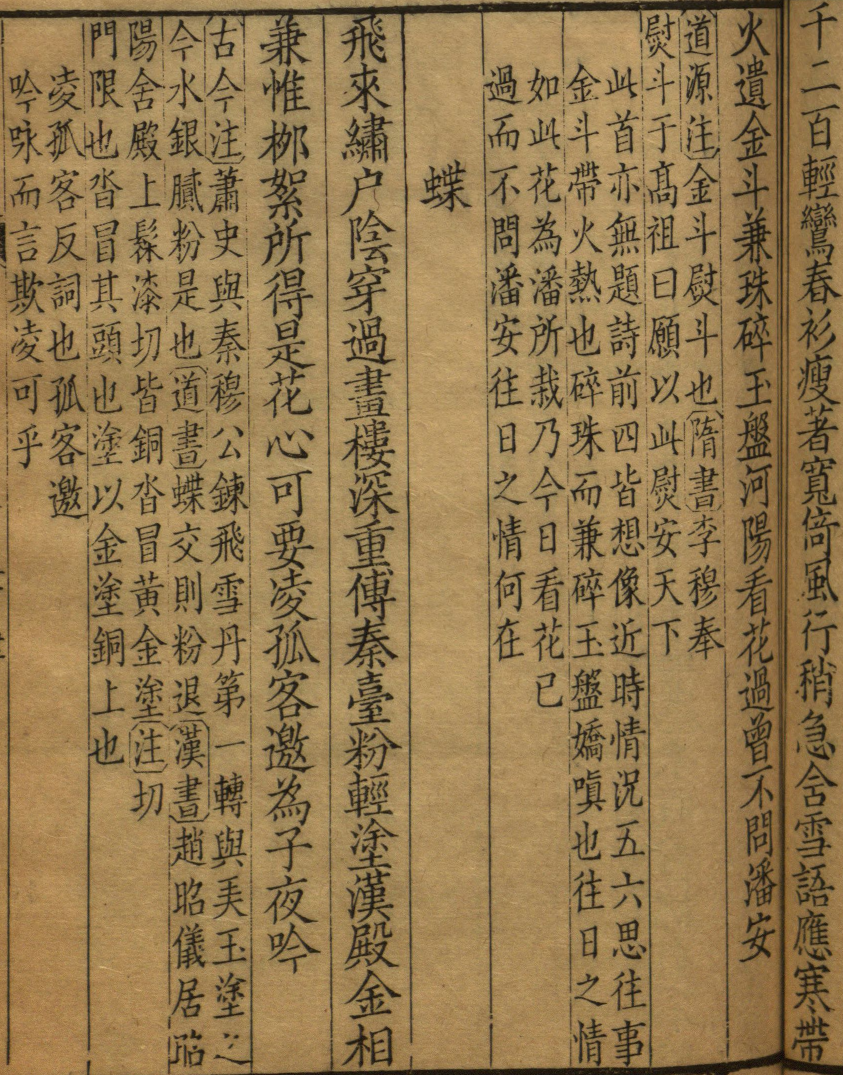 千二百輕鸞春衫瘦著寬倚風行稍急含雪語應寒帶
火遺金斗兼珠碎玉盤河陽看花過曾不問潘安
道源注金斗熨斗也隋書李穆奉
熨斗于髙祖曰願以此熨安天下
此首亦無題詩前四皆想像近時情況五六思往事
金斗帶火熱也碎珠而兼碎玉盤嬌嗔也往日之情
如此花為潘所栽乃今日看花已
過而不問潘安往日之情何在
蝶
飛來繡户陰穿過畫樓深重傅秦臺粉輕塗漢殿金相
兼惟桞絮所得是花心可要凌孤客邀為子夜吟
古今注蕭史與秦穆公鍊飛雪丹第一轉與美玉塗之
今水銀膩粉是也道書蝶交則粉退漢書趙昭儀居昭
陽舍殿上髹漆切皆銅沓冒黄金塗注切
門限也沓冒其頭也塗以金塗銅上也
凌孤客反詞也孤客邀
吟咏而言欺凌可乎